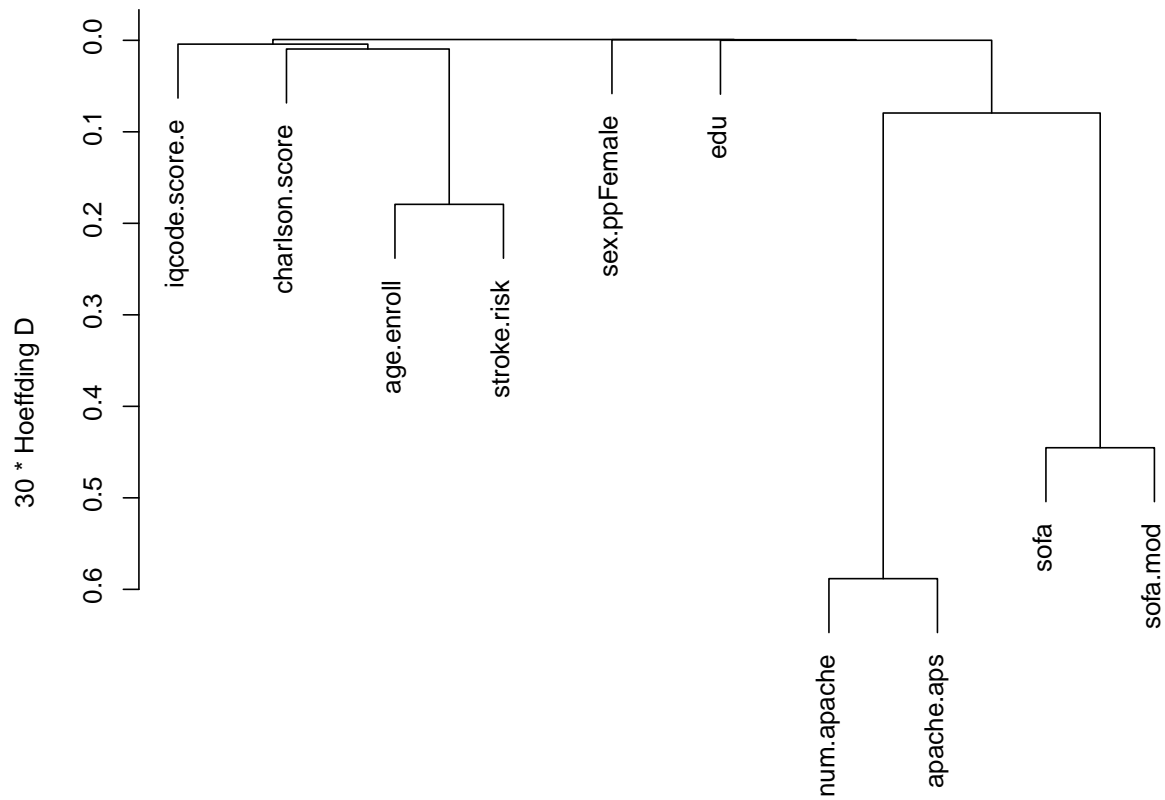 30 * Hoeffding D
0.0
0.1
0.2
0.3
0.4
0.5
0.6
iqcode.score.e
charlson.score
age.enroll
stroke.risk
sex.ppFemale
edu
num.apache
apache.aps
sofa
sofa.mod